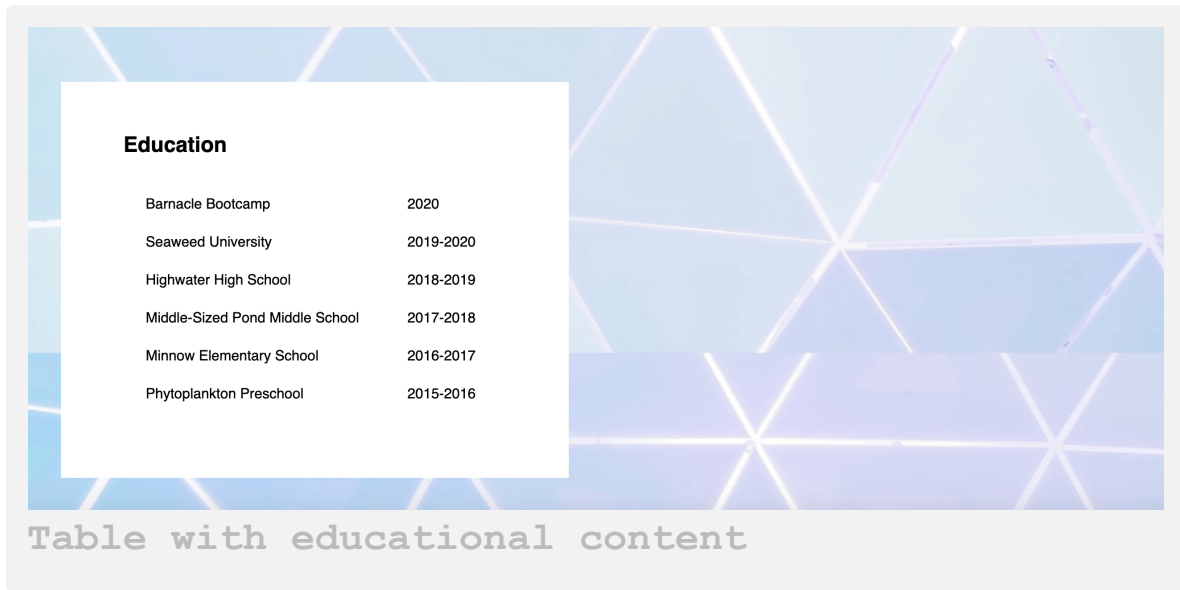 Education
Barnacle Bootcamp 2020
Seaweed University 2019-2020
Highwater High School 2018-2019
Middle-Sized Pond Middle School 2017-2018
Minnow Elementary School 2016-2017
Phytoplankton Preschool 2015-2016
Table with educational content